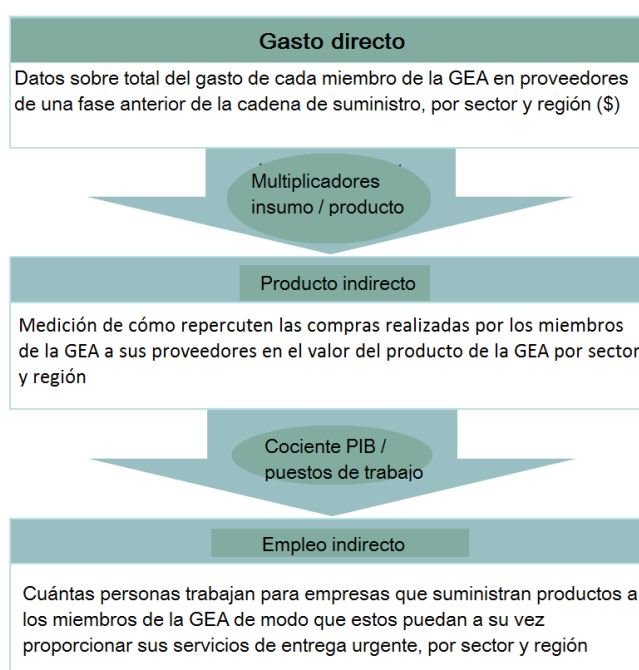 Gasto directo
Datos sobre total del gasto de cada miembro de la GEA en proveedores
de una fase anterior de la cadena de suministro, por sector y región ($)
Multiplicadores
insumo / producto
Producto indirecto
Medición de cómo repercuten las compras realizadas por los miembros
de la GEA a sus proveedores en el valor del producto de la GEA por sector
y región
Cociente PIB /
puestos de trabajo
Empleo indirecto
Cuántas personas trabajan para empresas que suministran productos a
los miembros de la GEA de modo que estos puedan a su vez
proporcionar sus servicios de entrega urgente, por sector y región